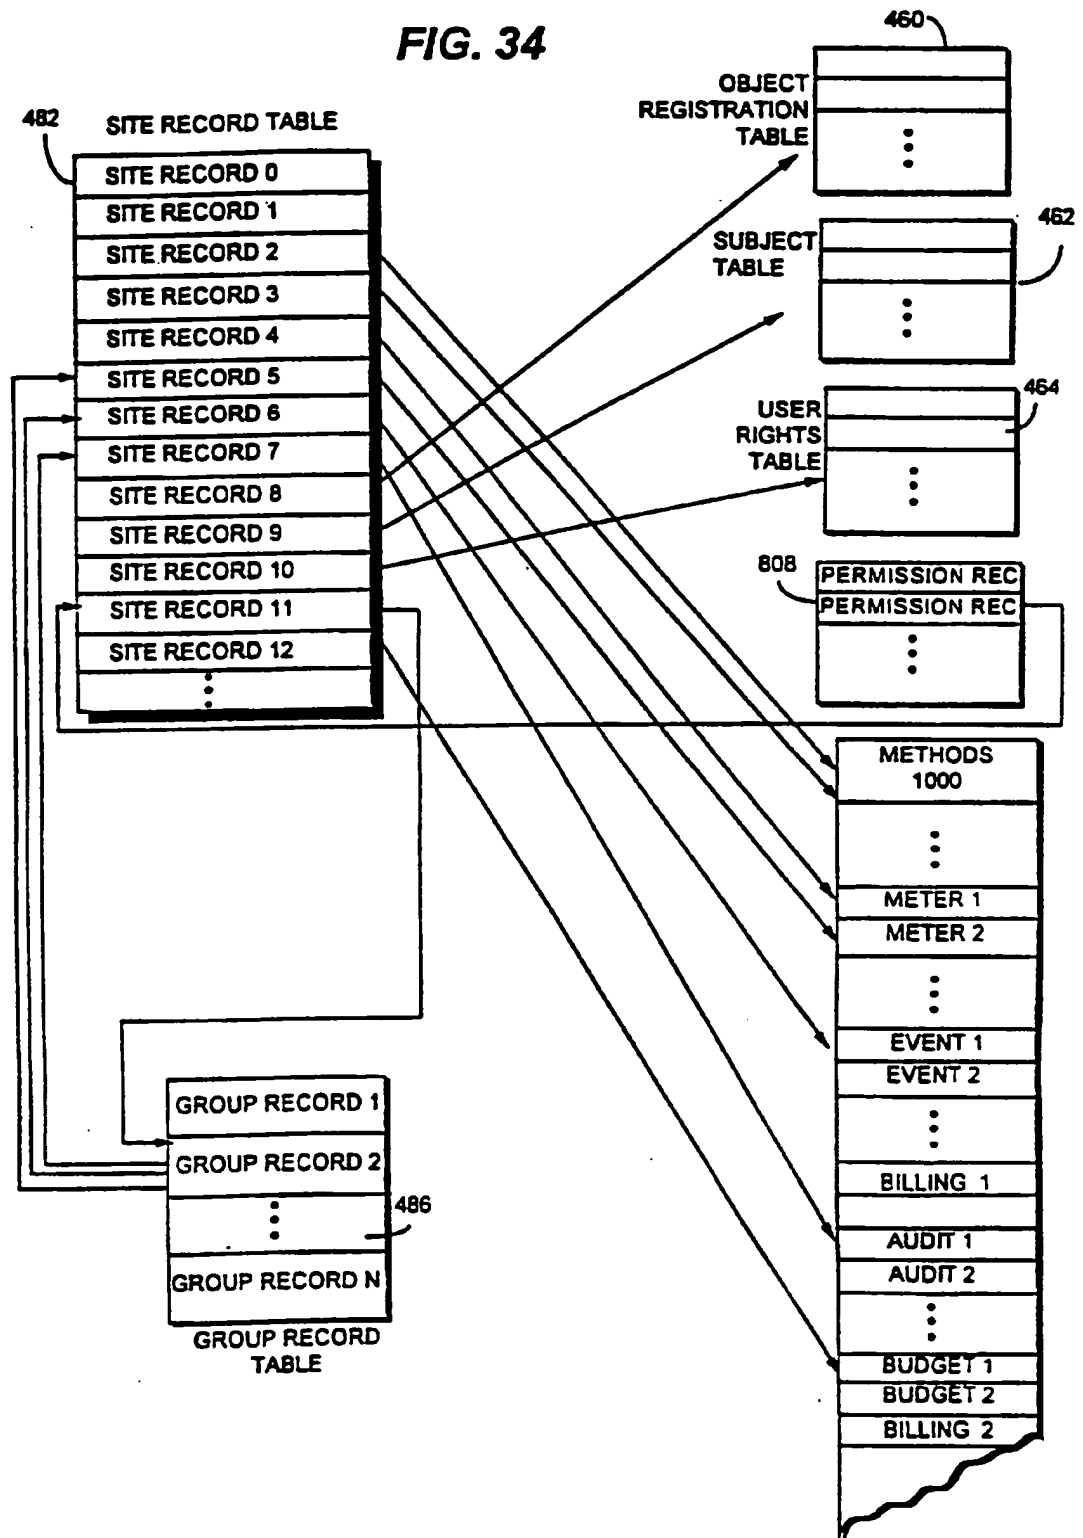 FIG. 34
460
OBJECT
REGISTRATION
TABLE
482
SITE RECORD TABLE
SITE RECORD 0
SITE RECORD 1
SITE RECORD 2
SITE RECORD 3
SITE RECORD 4
SITE RECORD 5
SITE RECORD 6
SITE RECORD 7
SITE RECORD 8
SITE RECORD 9
SITE RECORD 10
SITE RECORD 11
SITE RECORD 12
SUBJECT
TABLE
462
USER
RIGHTS
TABLE
464
808
PERMISSION REC
PERMISSION REC
METHODS
1000
METER 1
METER 2
EVENT 1
EVENT 2
BILLING 1
AUDIT 1
AUDIT 2
BUDGET 1
BUDGET 2
BILLING 2
GROUP RECORD 1
GROUP RECORD 2
486
GROUP RECORD N
GROUP RECORD
TABLE